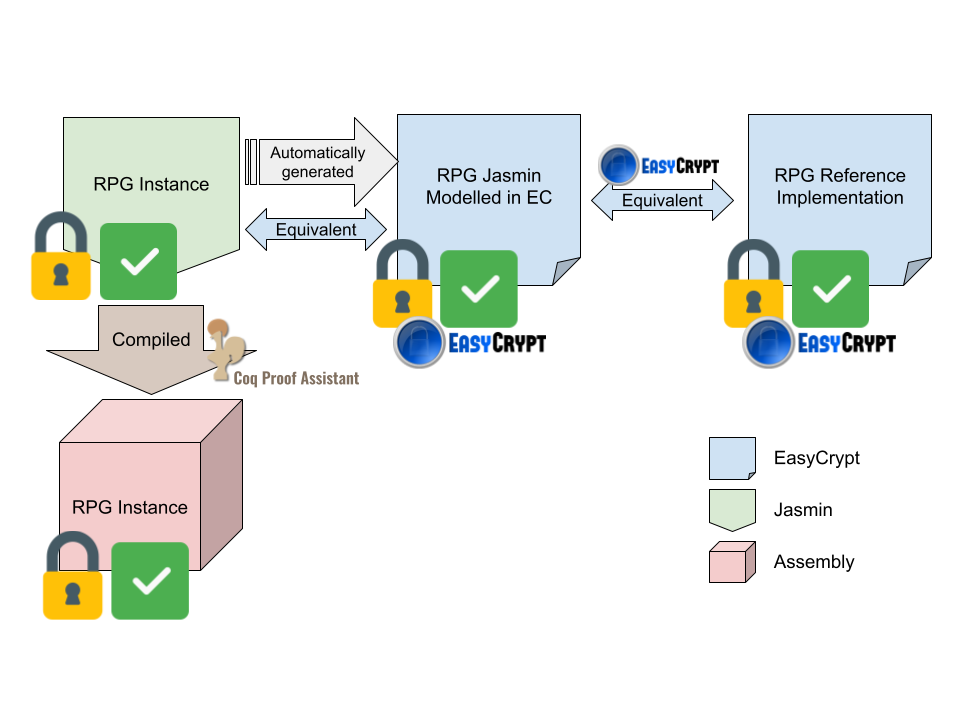 RPG Instance
Automatically
generated
Equivalent
RPG Jasmin
Modelled in EC
EASYCRYPT
Equivalent
RPG Reference
Implementation
EASYCRYPT
EASYCRYPT
Compiled
Coq Proof Assistant
RPG Instance
EasyCrypt
Jasmin
Assembly